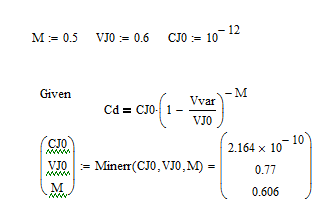 M := 0.5 VJ0 := 0.6 CJ0 := 10^-12
Given
Cd = CJ0·(1 − Vvar/VJ0)^−M
(CJ0 VJ0 M) := Minerr(CJ0, VJ0, M) = (2.164 × 10^-10 0.77 0.606)